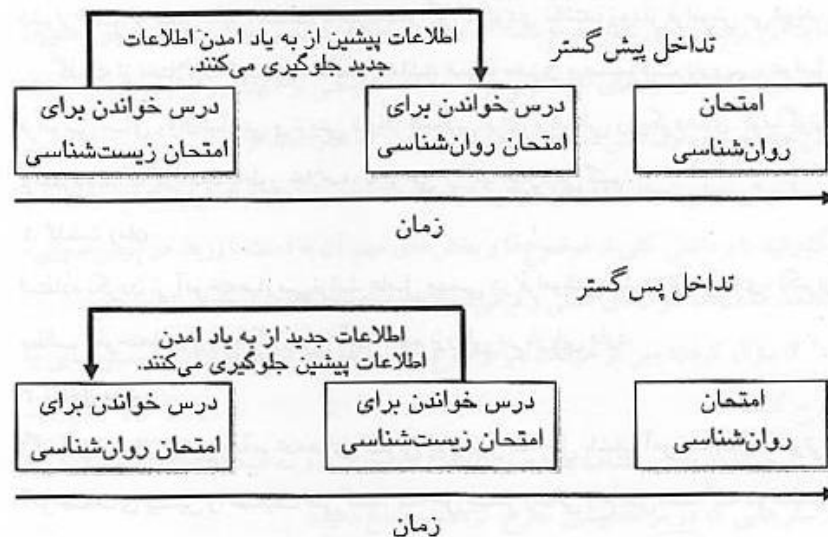 تداخل پیش گستر
اطلاعات پیشین از به یاد امدن اطلاعات
جدید جلوگیری می‌کنند.
درس خواندن برای
امتحان زیست‌شناسی
درس خواندن برای
امتحان روان‌شناسی
امتحان
روان‌شناسی
زمان
تداخل پس گستر
اطلاعات جدید از به یاد امدن
اطلاعات پیشین جلوگیری می‌کنند.
درس خواندن برای
امتحان روان‌شناسی
درس خواندن برای
امتحان زیست‌شناسی
امتحان
روان‌شناسی
زمان